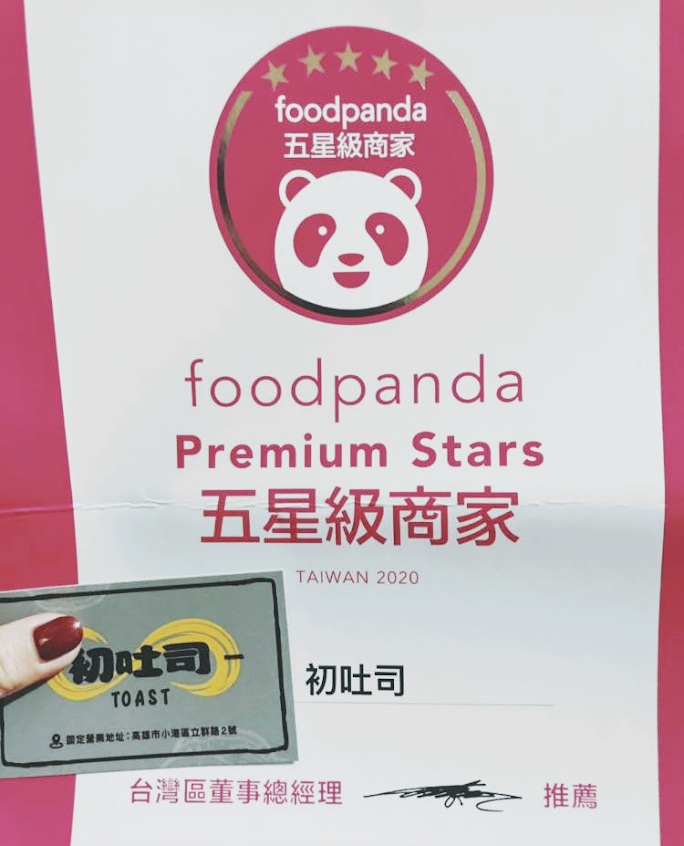 foodpanda
五星級商家
foodpanda
Premium Stars
五星級商家
TAIWAN 2020
初吐司
初吐司
TOAST
固定營業地址:高雄市小港區立群路2號
台灣區董事總經理 推薦